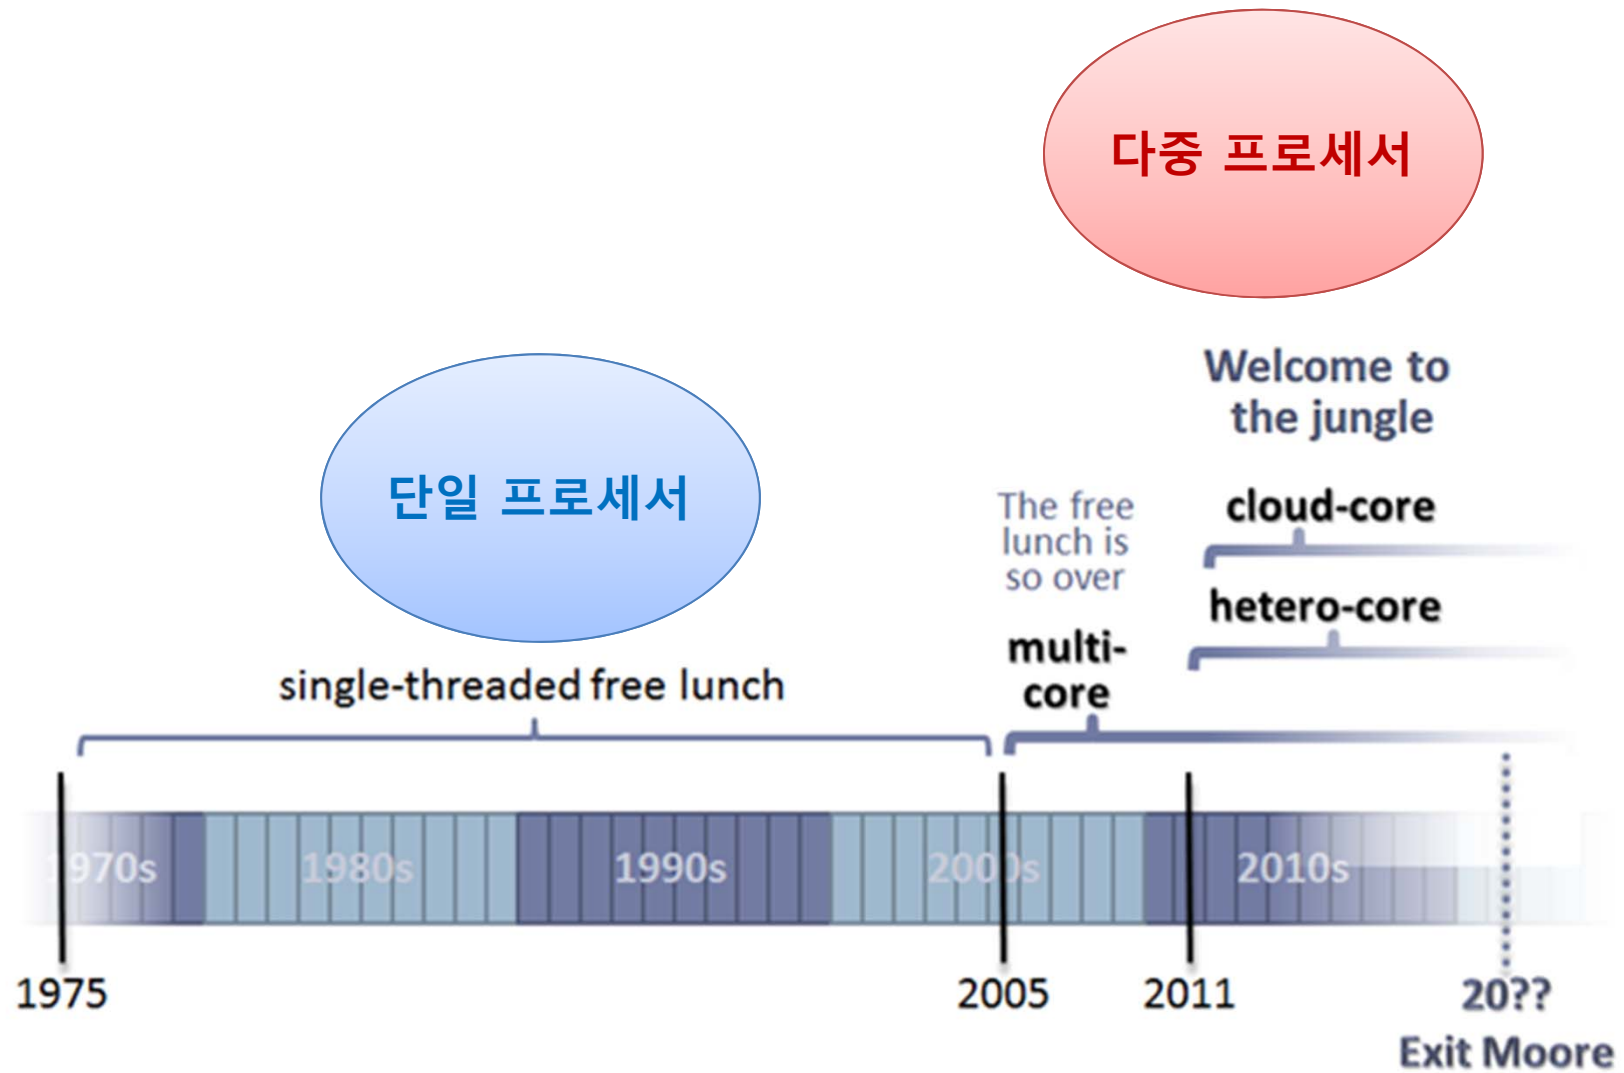 다중 프로세서
Welcome to
the jungle
단일 프로세서
The free
lunch is
so over
cloud-core
hetero-core
multi-
core
single-threaded free lunch
1970s
1980s
1990s
2000s
2010s
1975
2005
2011
20??
Exit Moore